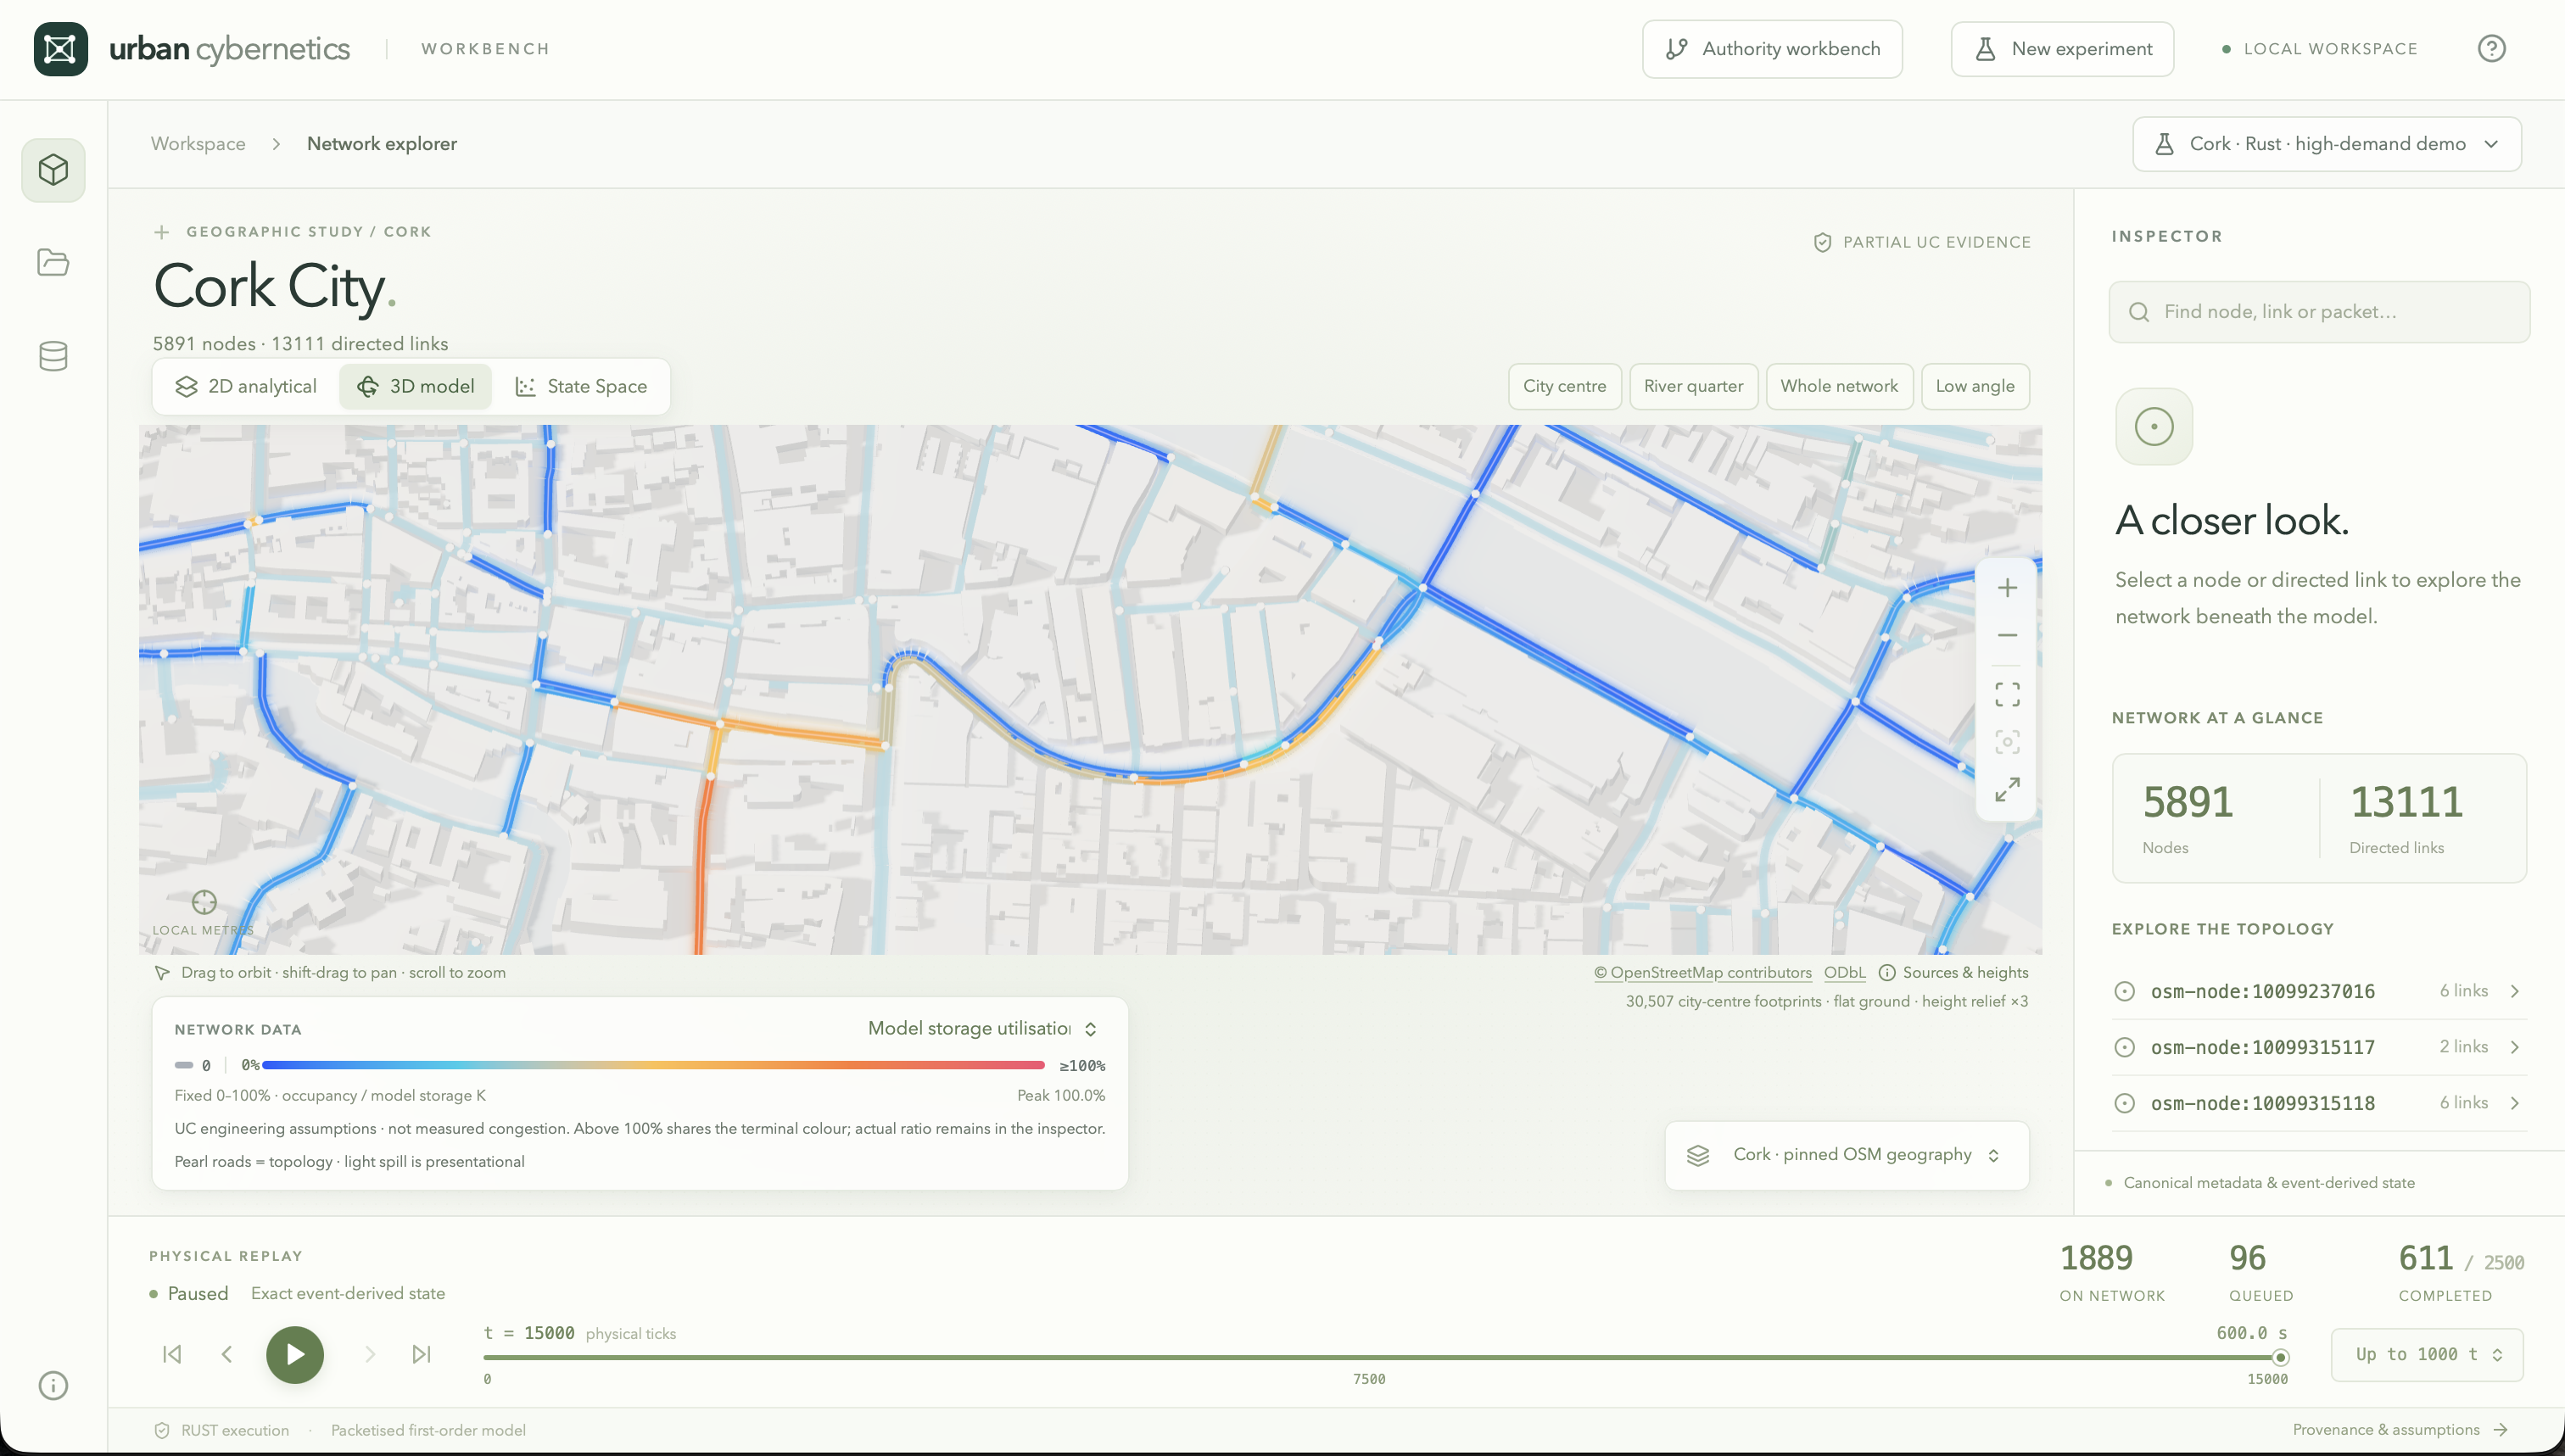 urban cybernetics
WORKBENCH
Authority workbench
New experiment
LOCAL WORKSPACE
Workspace
Network explorer
Cork · Rust · high-demand demo
GEOGRAPHIC STUDY / CORK
Cork City.
5891 nodes · 13111 directed links
PARTIAL UC EVIDENCE
2D analytical
3D model
State Space
City centre
River quarter
Whole network
Low angle
LOCAL METRES
Drag to orbit · shift-drag to pan · scroll to zoom
© OpenStreetMap contributors ODbL Sources & heights
30,507 city-centre footprints · flat ground · height relief ×3
NETWORK DATA
Model storage utilisation
0 0% ≥100%
Fixed 0–100% · occupancy / model storage K
Peak 100.0%
UC engineering assumptions · not measured congestion. Above 100% shares the terminal colour; actual ratio remains in the inspector.
Pearl roads = topology · light spill is presentational
Cork · pinned OSM geography
INSPECTOR
Find node, link or packet...
A closer look.
Select a node or directed link to explore the
network beneath the model.
NETWORK AT A GLANCE
5891
Nodes
13111
Directed links
EXPLORE THE TOPOLOGY
osm-node:10099237016 6 links
osm-node:10099315117 2 links
osm-node:10099315118 6 links
Canonical metadata & event-derived state
PHYSICAL REPLAY
Paused Exact event-derived state
1889
ON NETWORK
96
QUEUED
611 / 2500
COMPLETED
t = 15000 physical ticks
600.0 s
0 7500 15000
Up to 1000 t
RUST execution · Packetised first-order model
Provenance & assumptions